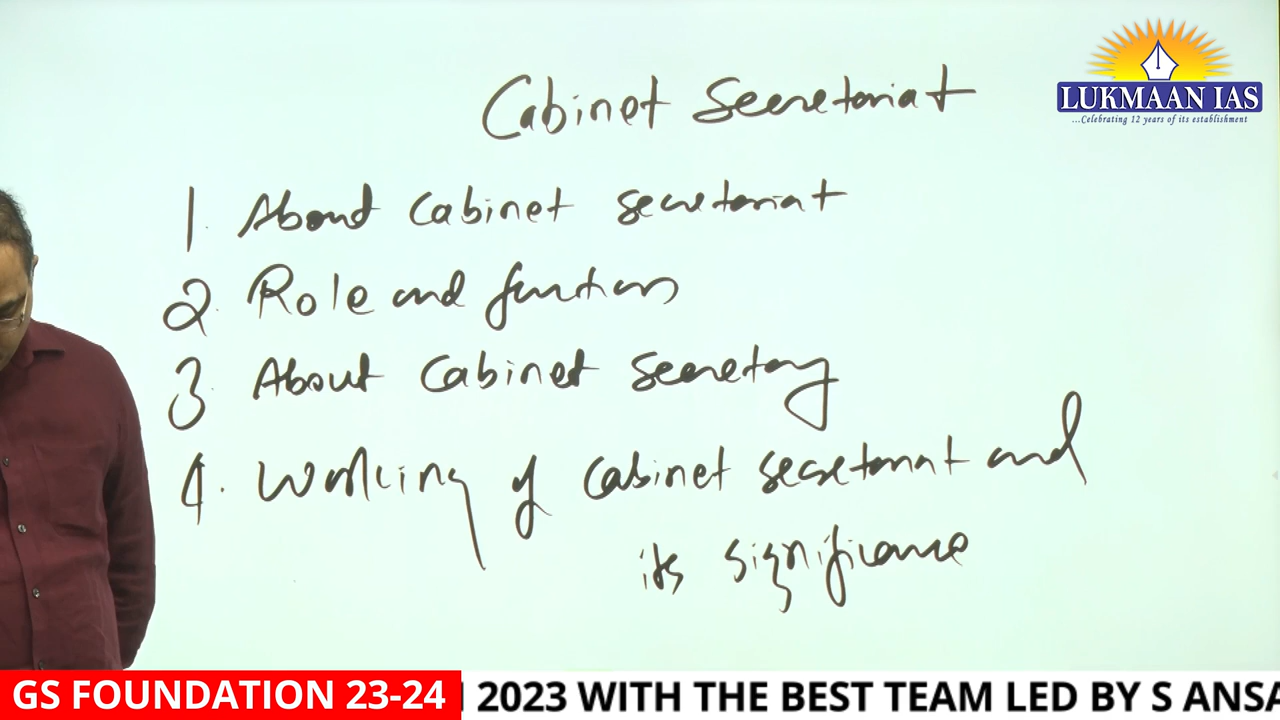 Cabinet Secretariat
LUKMAAN IAS
...Celebrating 12 years of its establishment
1. About Cabinet secretariat
2. Role and functions
3. About Cabinet Secretary
4. Working of Cabinet secretariat and
its significance
GS FOUNDATION 23-24
2023 WITH THE BEST TEAM LED BY S ANSA